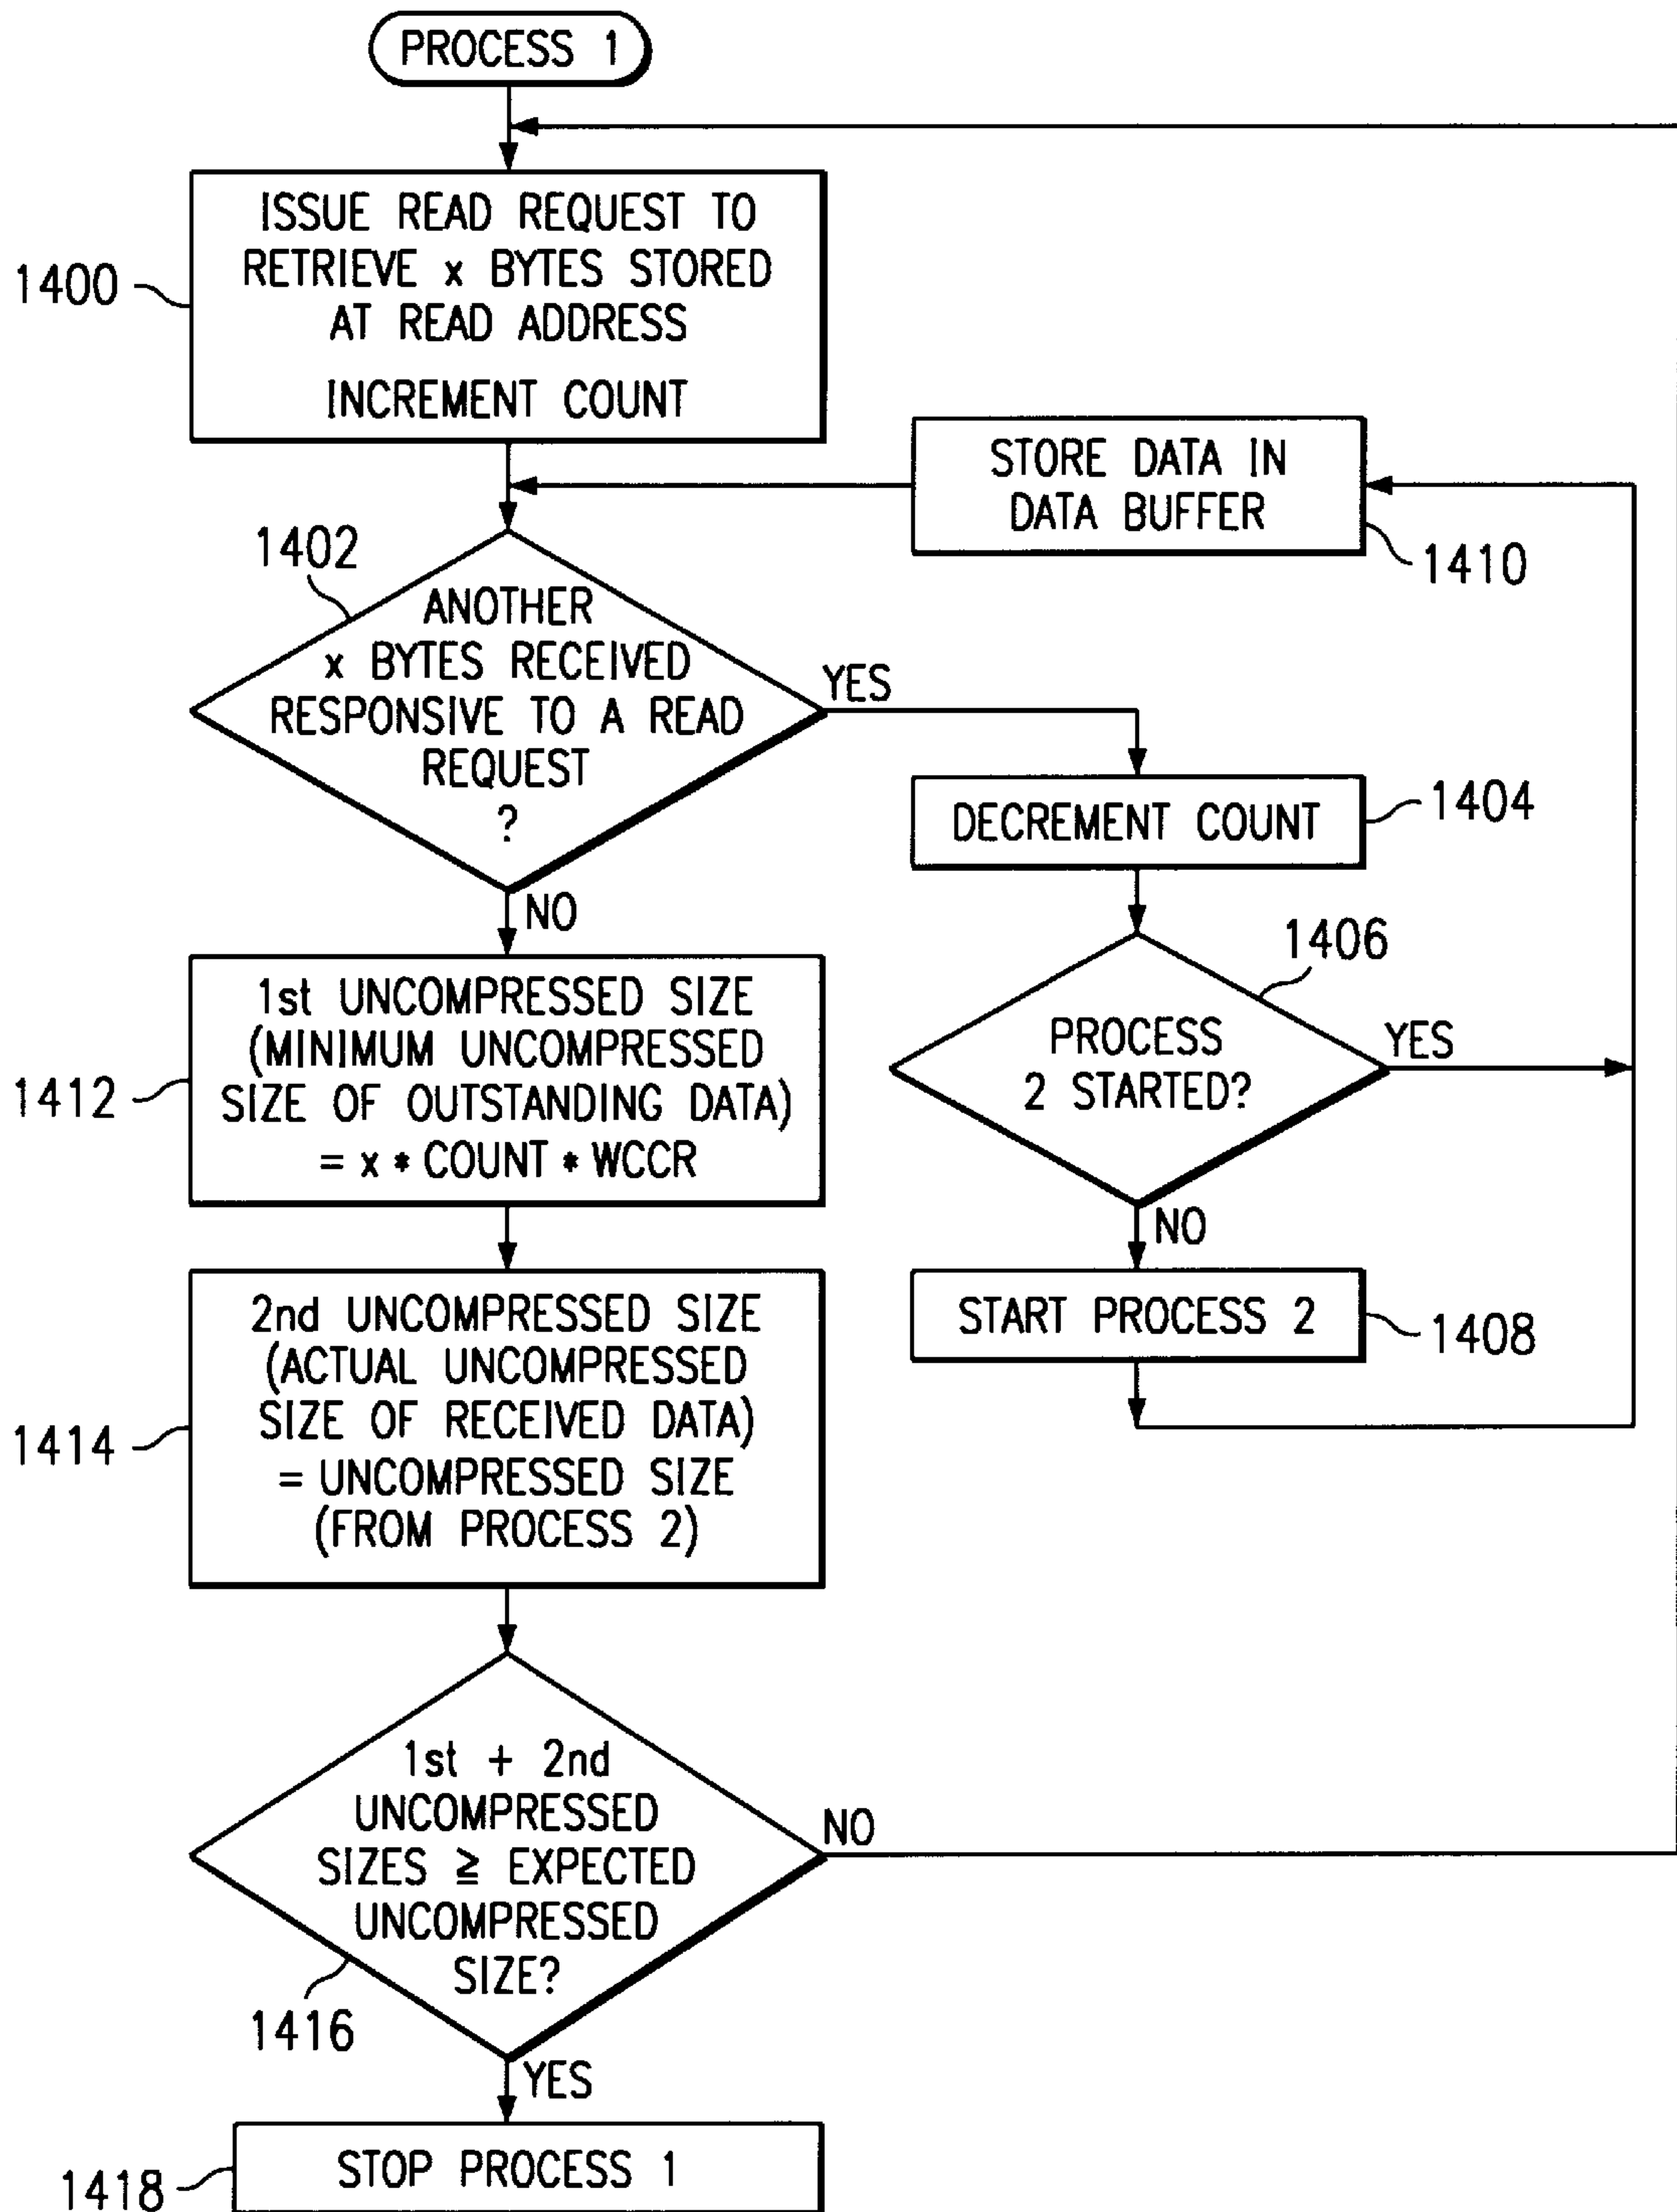 PROCESS 1
ISSUE READ REQUEST TO
RETRIEVE x BYTES STORED
AT READ ADDRESS
INCREMENT COUNT
1400
STORE DATA IN
DATA BUFFER
1410
1402
ANOTHER
x BYTES RECEIVED
RESPONSIVE TO A READ
REQUEST
?
YES
NO
DECREMENT COUNT
1404
1406
PROCESS
2 STARTED?
YES
NO
START PROCESS 2
1408
1st UNCOMPRESSED SIZE
(MINIMUM UNCOMPRESSED
SIZE OF OUTSTANDING DATA)
= x * COUNT * WCCR
1412
2nd UNCOMPRESSED SIZE
(ACTUAL UNCOMPRESSED
SIZE OF RECEIVED DATA)
= UNCOMPRESSED SIZE
(FROM PROCESS 2)
1414
1st + 2nd
UNCOMPRESSED
SIZES ≥ EXPECTED
UNCOMPRESSED
SIZE?
NO
1416
YES
STOP PROCESS 1
1418